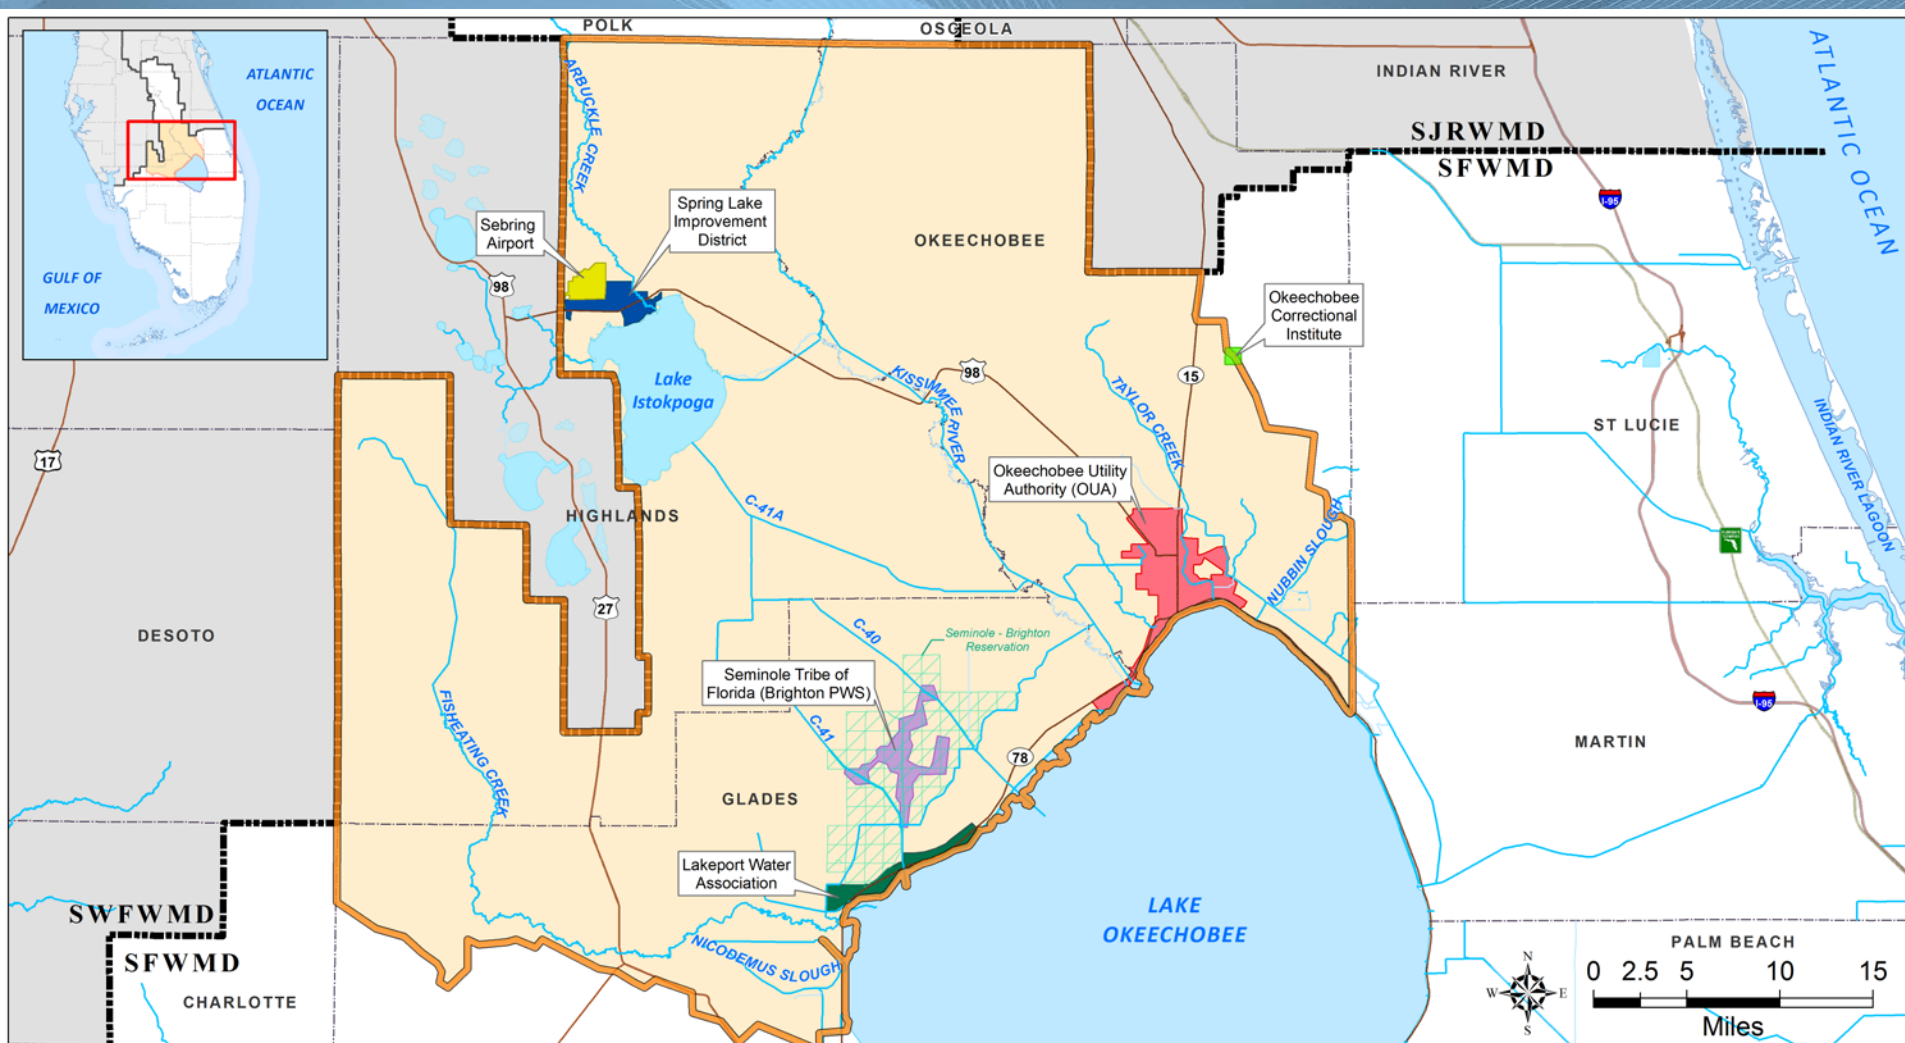 POLK
OSCEOLA
ATLANTIC
OCEAN
GULF OF
MEXICO
ARBUCKLE CREEK
INDIAN RIVER
SJRWMD
SFWMD
ATLANTIC OCEAN
I-95
Sebring
Airport
Spring Lake
Improvement
District
OKEECHOBEE
98
Okeechobee
Correctional
Institute
Lake
Istokpoga
KISSIMMEE RIVER
98
TAYLOR CREEK
15
ST LUCIE
INDIAN RIVER LAGOON
17
Okeechobee Utility
Authority (OUA)
C-41A
HIGHLANDS
NUBBIN SLOUGH
27
DESOTO
C-40
Seminole - Brighton
Reservation
Seminole Tribe of
Florida (Brighton PWS)
C-41
FISHEATING CREEK
78
I-95
MARTIN
GLADES
Lakeport Water
Association
LAKE
OKEECHOBEE
SWFWMD
SFWMD
CHARLOTTE
NICODEMUS SLOUGH
PALM BEACH
N
W E
S
0 2.5 5 10 15
Miles